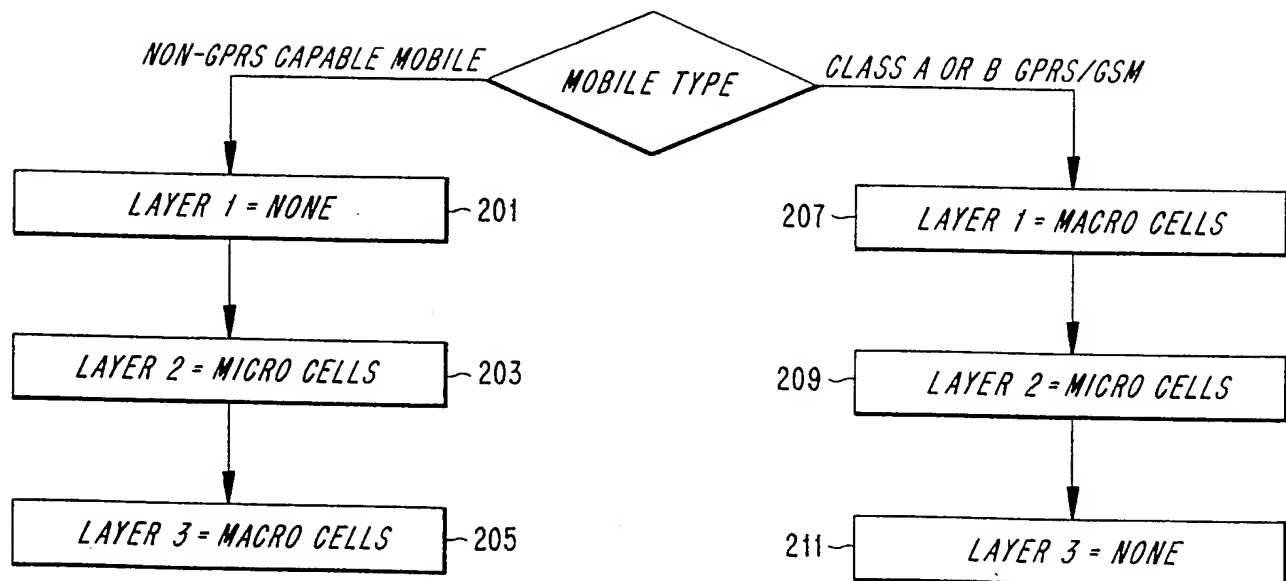 NON-GPRS CAPABLE MOBILE
MOBILE TYPE
CLASS A OR B GPRS/GSM
LAYER 1 = NONE
201
207
LAYER 1 = MACRO CELLS
LAYER 2 = MICRO CELLS
203
209
LAYER 2 = MICRO CELLS
LAYER 3 = MACRO CELLS
205
211
LAYER 3 = NONE